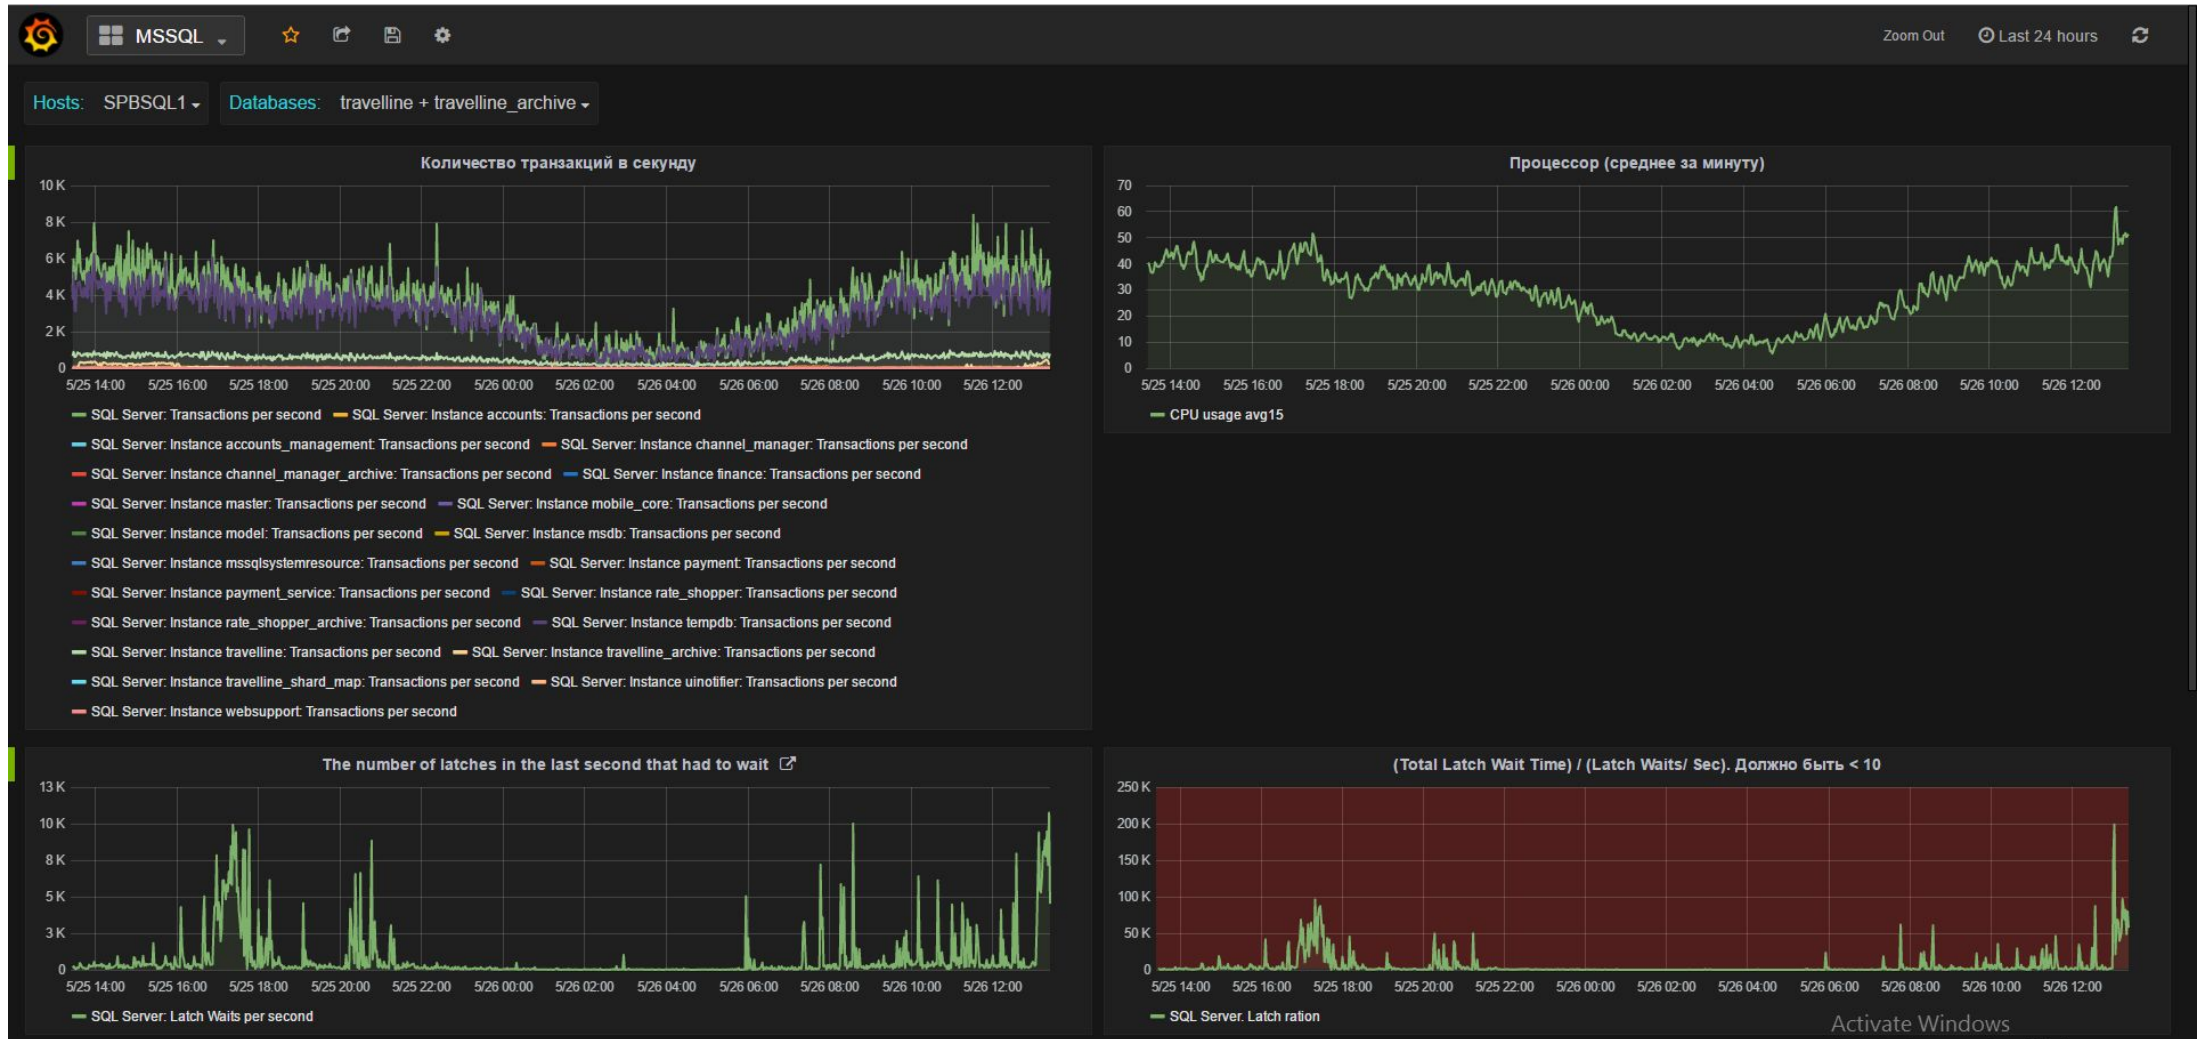 MSSQL
Zoom Out Last 24 hours
Hosts: SPBSQL1 Databases: travelline + travelline_archive
Количество транзакций в секунду
10 K
8 K
6 K
4 K
2 K
0
5/25 14:00 5/25 16:00 5/25 18:00 5/25 20:00 5/25 22:00 5/26 00:00 5/26 02:00 5/26 04:00 5/26 06:00 5/26 08:00 5/26 10:00 5/26 12:00
SQL Server: Transactions per second SQL Server: Instance accounts: Transactions per second
SQL Server: Instance accounts_management: Transactions per second SQL Server: Instance channel_manager: Transactions per second
SQL Server: Instance channel_manager_archive: Transactions per second SQL Server: Instance finance: Transactions per second
SQL Server: Instance master: Transactions per second SQL Server: Instance mobile_core: Transactions per second
SQL Server: Instance model: Transactions per second SQL Server: Instance msdb: Transactions per second
SQL Server: Instance mssqlsystemresource: Transactions per second SQL Server: Instance payment: Transactions per second
SQL Server: Instance payment_service: Transactions per second SQL Server: Instance rate_shopper: Transactions per second
SQL Server: Instance rate_shopper_archive: Transactions per second SQL Server: Instance tempdb: Transactions per second
SQL Server: Instance travelline: Transactions per second SQL Server: Instance travelline_archive: Transactions per second
SQL Server: Instance travelline_shard_map: Transactions per second SQL Server: Instance uinotifier: Transactions per second
SQL Server: Instance websupport: Transactions per second
Процессор (среднее за минуту)
70
60
50
40
30
20
10
0
5/25 14:00 5/25 16:00 5/25 18:00 5/25 20:00 5/25 22:00 5/26 00:00 5/26 02:00 5/26 04:00 5/26 06:00 5/26 08:00 5/26 10:00 5/26 12:00
CPU usage avg15
The number of latches in the last second that had to wait
13 K
10 K
8 K
5 K
3 K
0
5/25 14:00 5/25 16:00 5/25 18:00 5/25 20:00 5/25 22:00 5/26 00:00 5/26 02:00 5/26 04:00 5/26 06:00 5/26 08:00 5/26 10:00 5/26 12:00
SQL Server: Latch Waits per second
(Total Latch Wait Time) / (Latch Waits/ Sec). Должно быть < 10
250 K
200 K
150 K
100 K
50 K
0
5/25 14:00 5/25 16:00 5/25 18:00 5/25 20:00 5/25 22:00 5/26 00:00 5/26 02:00 5/26 04:00 5/26 06:00 5/26 08:00 5/26 10:00 5/26 12:00
SQL Server. Latch ration
Activate Windows